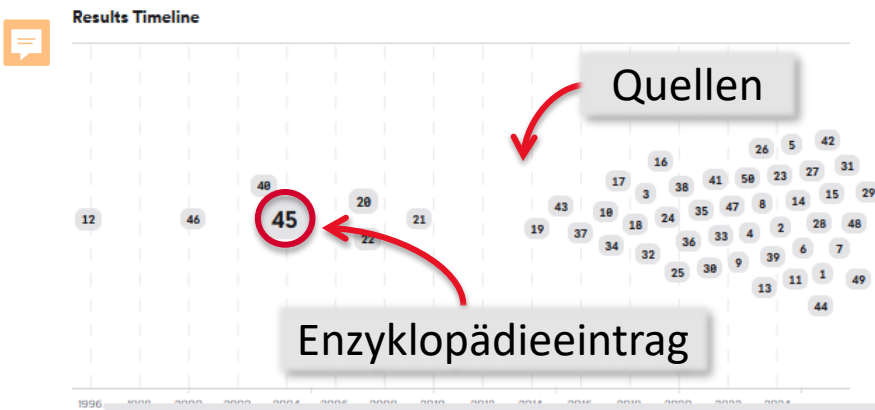 Results Timeline
Quellen
26 5 42
16 31
17 41 50 23 27
40 3 38 15 29
20 43 10 35 47 8 14
12 46 45 21 18 24 28 48
19 37 33 4 2
22 34 32 36 39 6 7
25 30 9 11 1 49
13
44
Enzyklopädieeintrag
1996